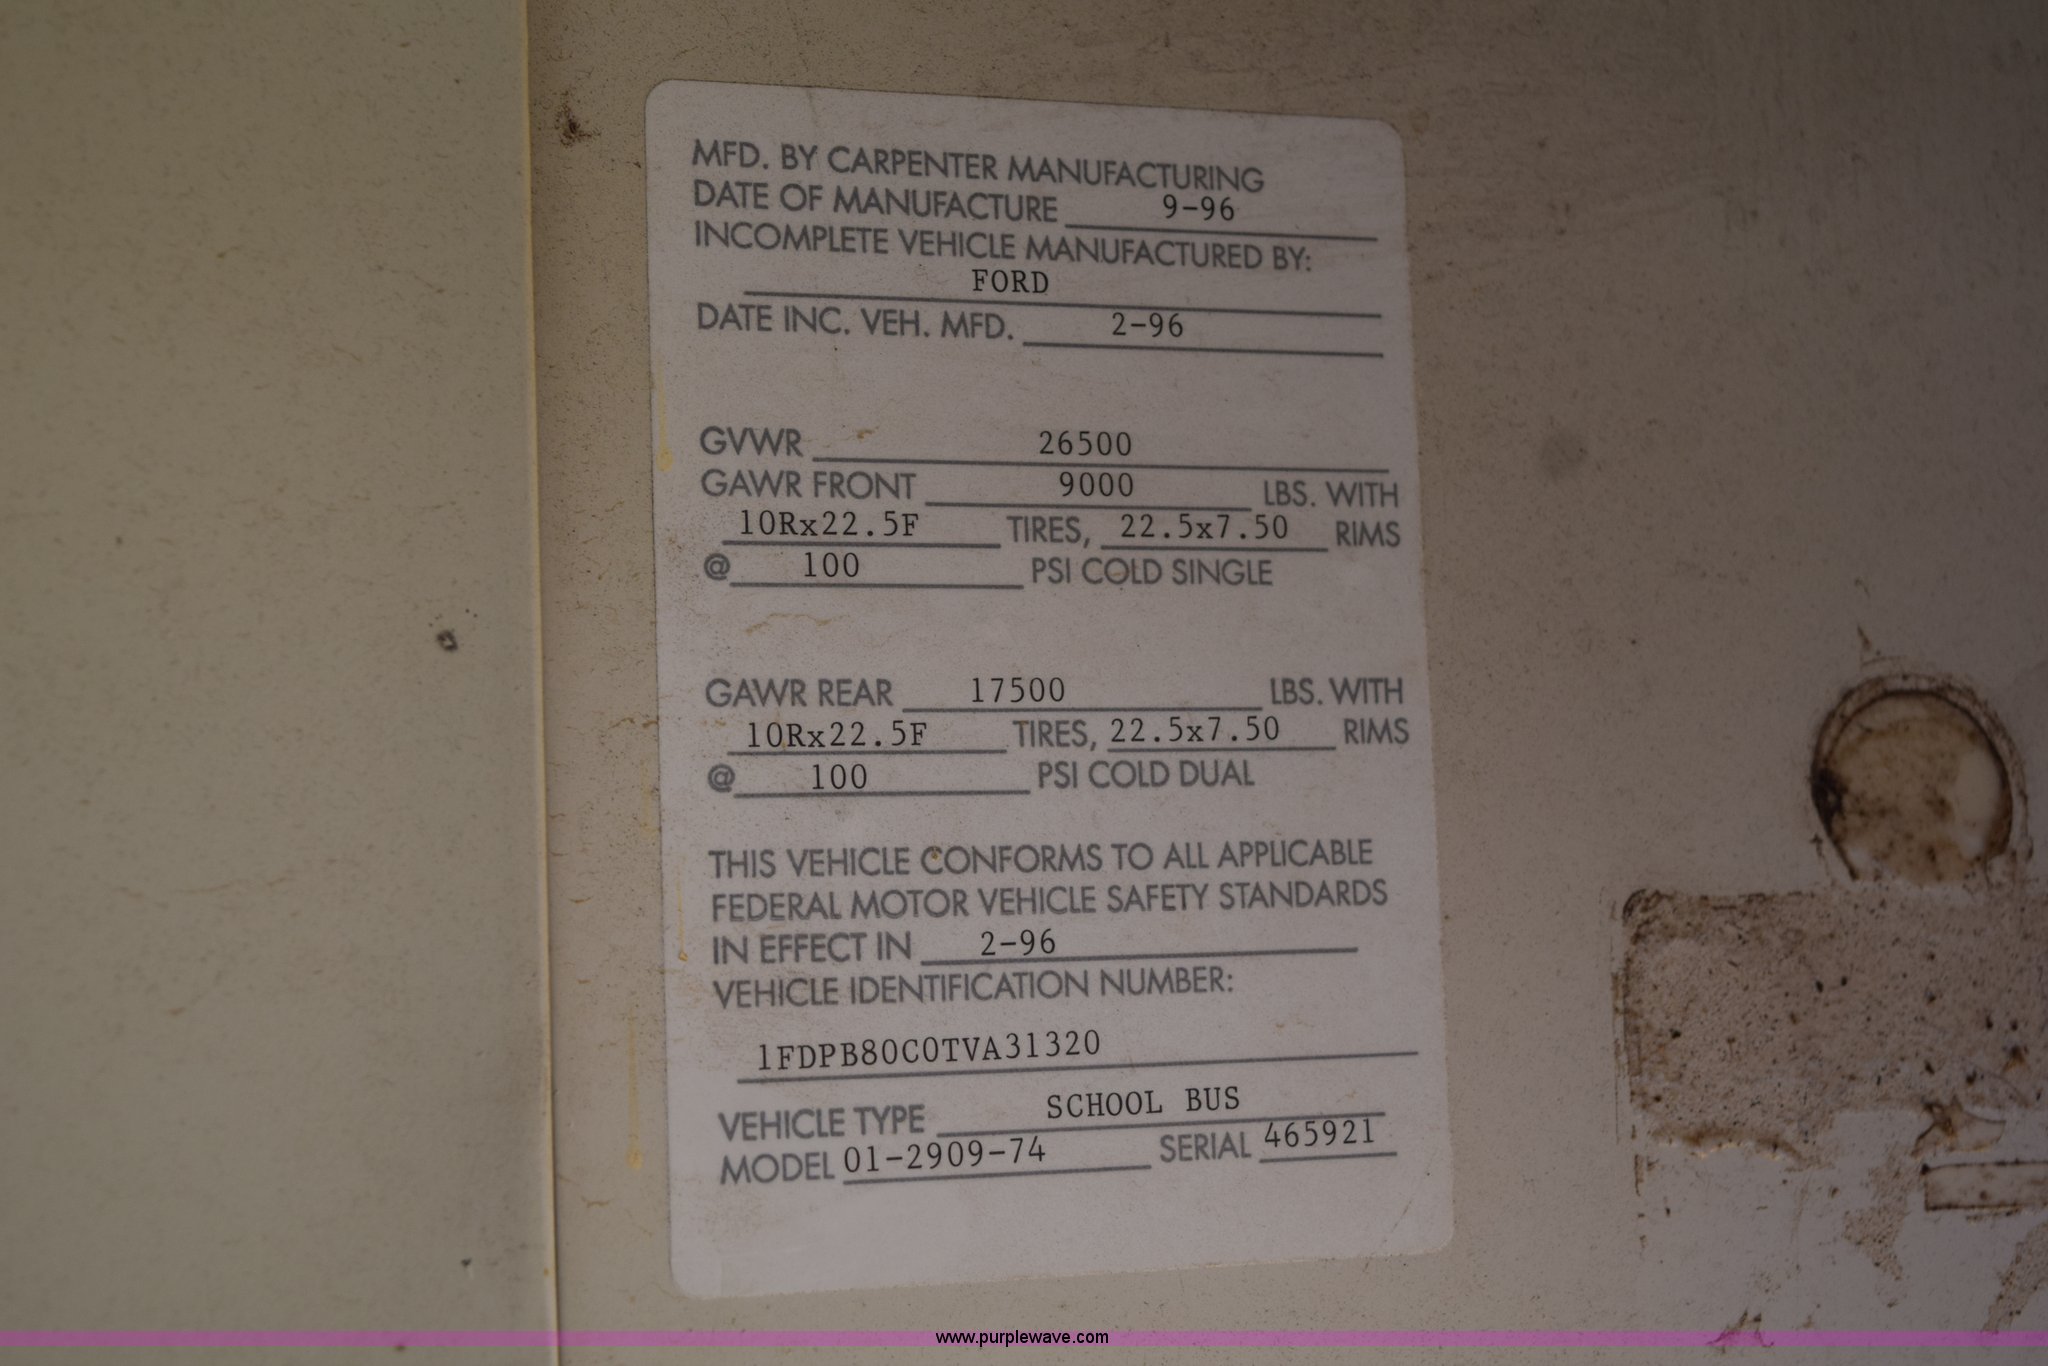 MFD. BY CARPENTER MANUFACTURING
DATE OF MANUFACTURE 9-96
INCOMPLETE VEHICLE MANUFACTURED BY:
FORD
DATE INC. VEH. MFD. 2-96
GVWR 26500
GAWR FRONT 9000 LBS. WITH
10Rx22.5F TIRES, 22.5x7.50 RIMS
@ 100 PSI COLD SINGLE
GAWR REAR 17500 LBS. WITH
10Rx22.5F TIRES, 22.5x7.50 RIMS
@ 100 PSI COLD DUAL
THIS VEHICLE CONFORMS TO ALL APPLICABLE
FEDERAL MOTOR VEHICLE SAFETY STANDARDS
IN EFFECT IN 2-96
VEHICLE IDENTIFICATION NUMBER:
1FDPB80C0TVA31320
VEHICLE TYPE SCHOOL BUS
MODEL 01-2909-74 SERIAL 465921
www.purplewave.com